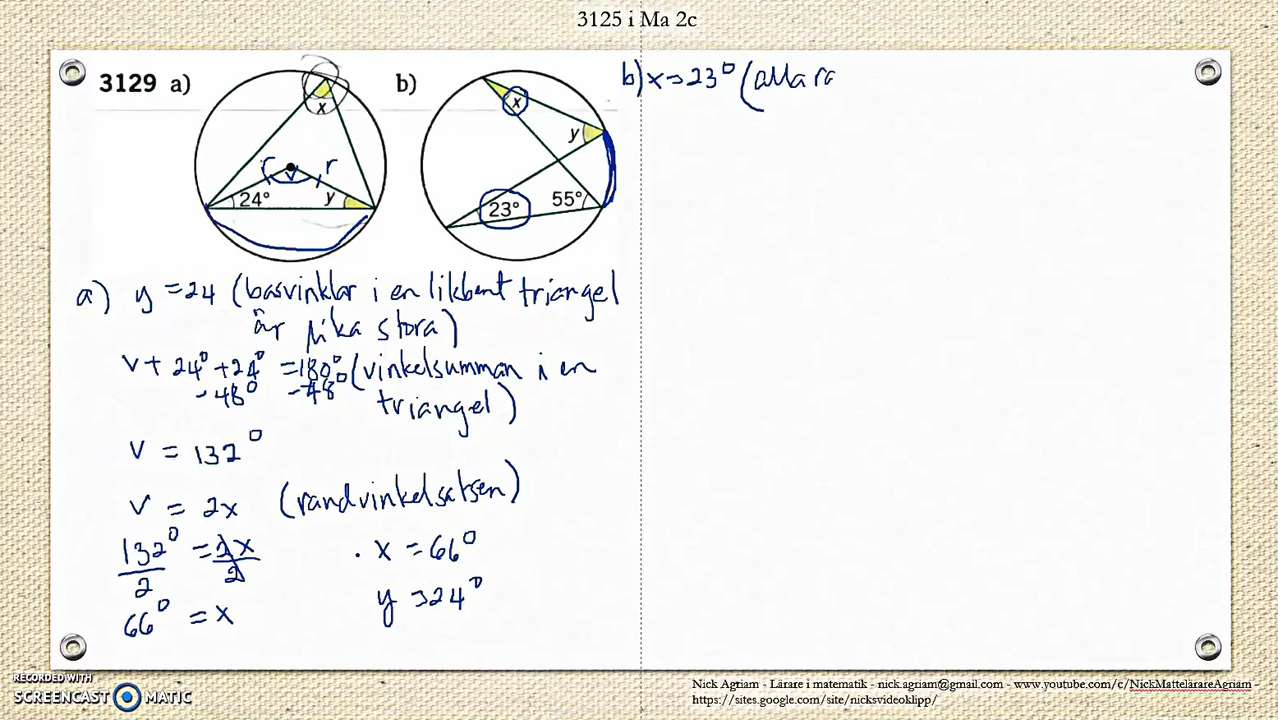 3125 i Ma 2c
3129 a)
b)
x
r
r
v
24°
y
x
y
23°
55°
b) x = 23° (alla ra
a) y = 24 (basvinklar i en likbent triangel
är lika stora)
v + 24° + 24° = 180° (vinkelsumman i en
-48° -48° triangel)
v = 132°
v = 2x (randvinkelsatsen)
132° = 2x
2 2
x = 66°
66° = x
y = 24°
RECORDED WITH
SCREENCAST MATIC
Nick Agriam - Lärare i matematik - nick.agriam@gmail.com - www.youtube.com/c/NickMattelärareAgriam
https://sites.google.com/site/nicksvideoklipp/